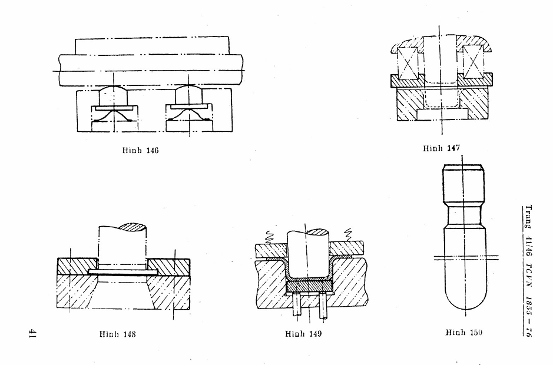 Hình 146
Hình 147
Hình 148
Hình 149
Hình 150
Trang 41/46 TCVN 1835 - 76
41